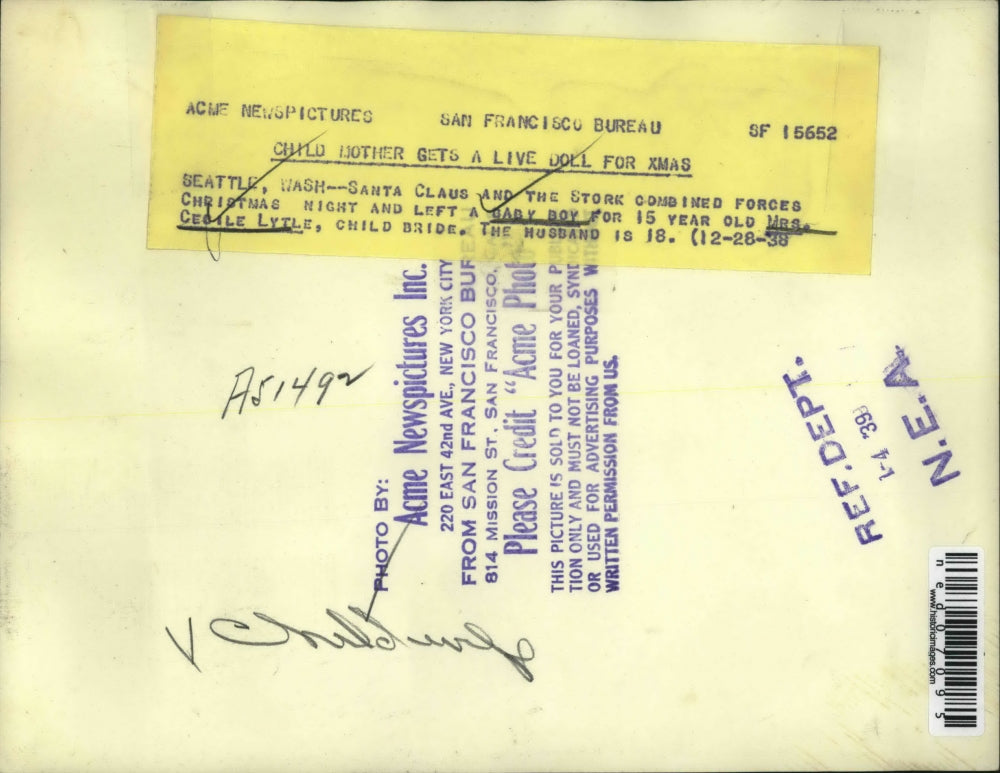 ACME NEWSPICTURES SAN FRANCISCO BUREAU SF 15652
CHILD MOTHER GETS A LIVE DOLL FOR XMAS
SEATTLE, WASH--SANTA CLAUS AND THE STORK COMBINED FORCES
CHRISTMAS NIGHT AND LEFT A BABY BOY FOR 15 YEAR OLD MRS.
CECILE LYTLE, CHILD BRIDE. THE HUSBAND IS 18. (12-28-38
A51492
PHOTO BY:
Acme Newspictures Inc.
220 EAST 42nd AVE., NEW YORK CITY
FROM SAN FRANCISCO BUREAU
814 MISSION ST., SAN FRANCISCO,
Please Credit "Acme Photo
THIS PICTURE IS SOLD TO YOU FOR YOUR
TION ONLY AND MUST NOT BE LOANED,
OR USED FOR ADVERTISING PURPOSES
WRITTEN PERMISSION FROM US.
REF. DEPT.
1-4 39
N.E.A.
ned07095
www.historicimages.com